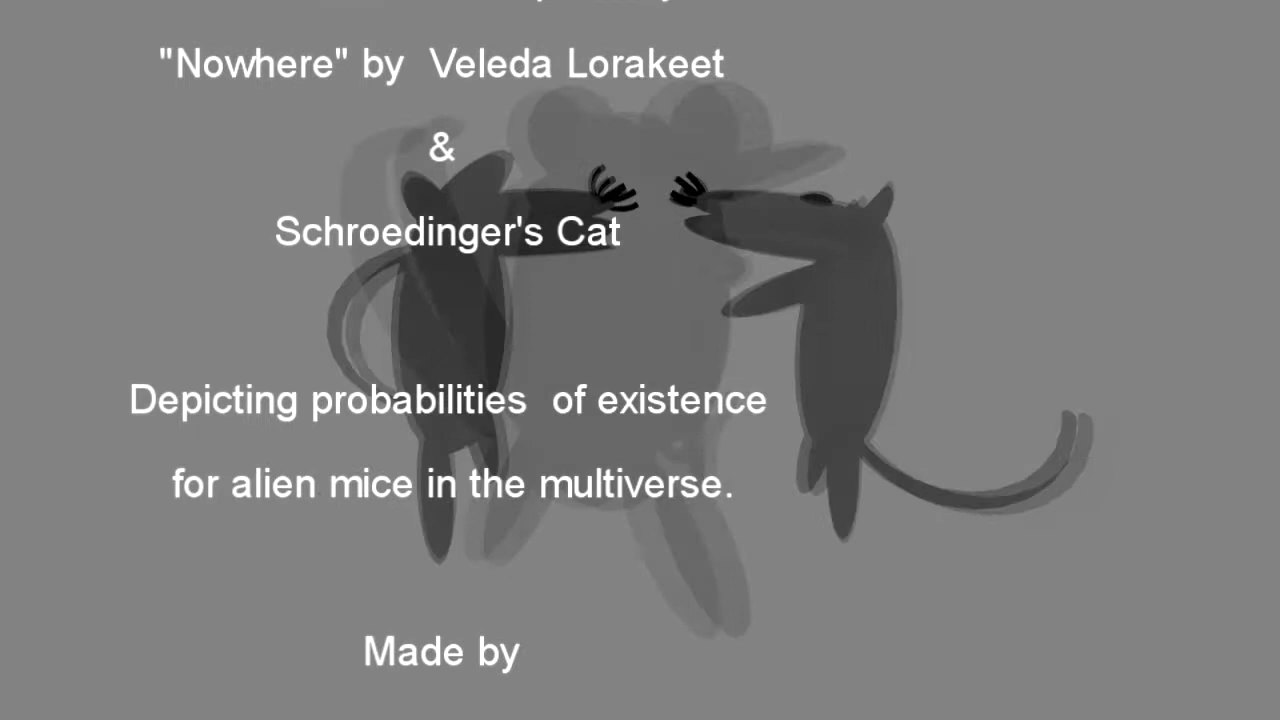 "Nowhere" by  Veleda Lorakeet
&
Schroedinger's Cat
Depicting probabilities  of existence
for alien mice in the multiverse.
Made by